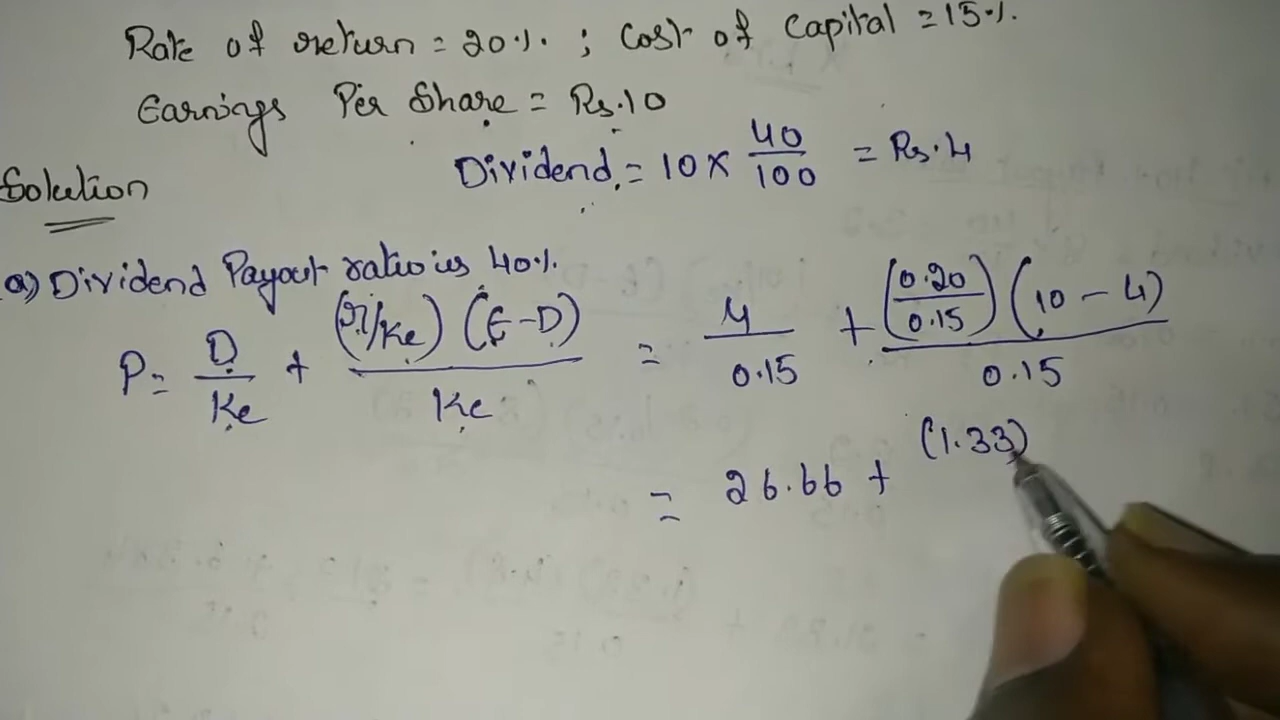 Rate of return = 20%. ; Cost of Capital = 15%.
Earnings Per Share = Rs.10
Dividend = 10 × 40/100 = Rs.4
Solution
a) Dividend Payout ratio is 40%.
P = D/Ke + (r/Ke) (E-D)/Ke = 4/0.15 + (0.20/0.15) (10-4)/0.15
= 26.66 + (1.33)